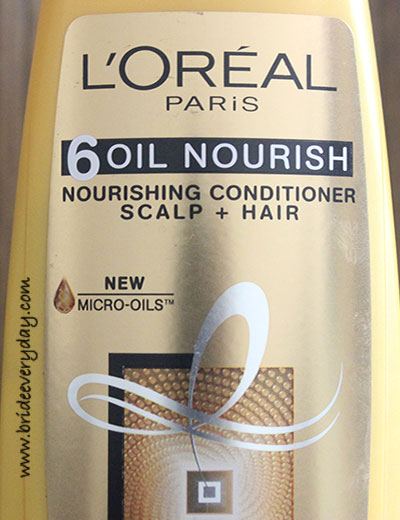 L'ORÉAL
PARiS
6 OIL NOURISH
NOURISHING CONDITIONER
SCALP + HAIR
NEW
MICRO-OILS™
www.brideeveryday.com